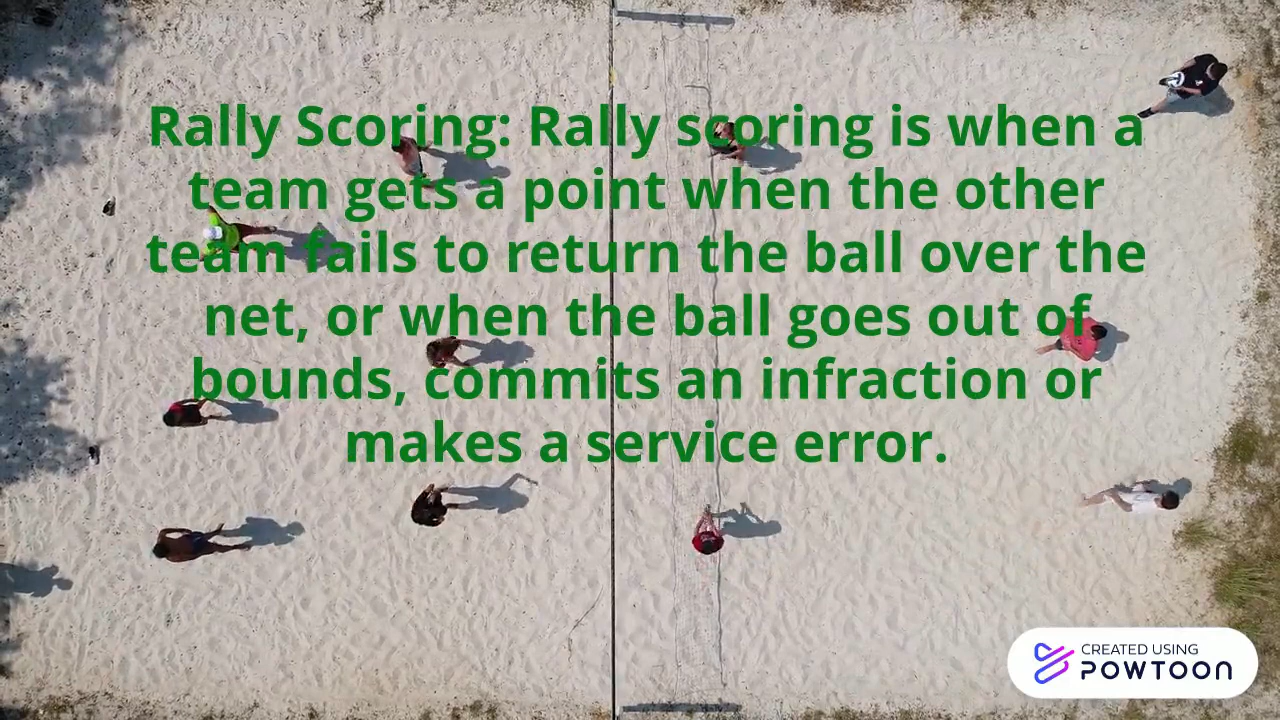 Rally Scoring: Rally scoring is when a
team gets a point when the other
team fails to return the ball over the
net, or when the ball goes out of
bounds, commits an infraction or
makes a service error.
CREATED USING
POWTOON